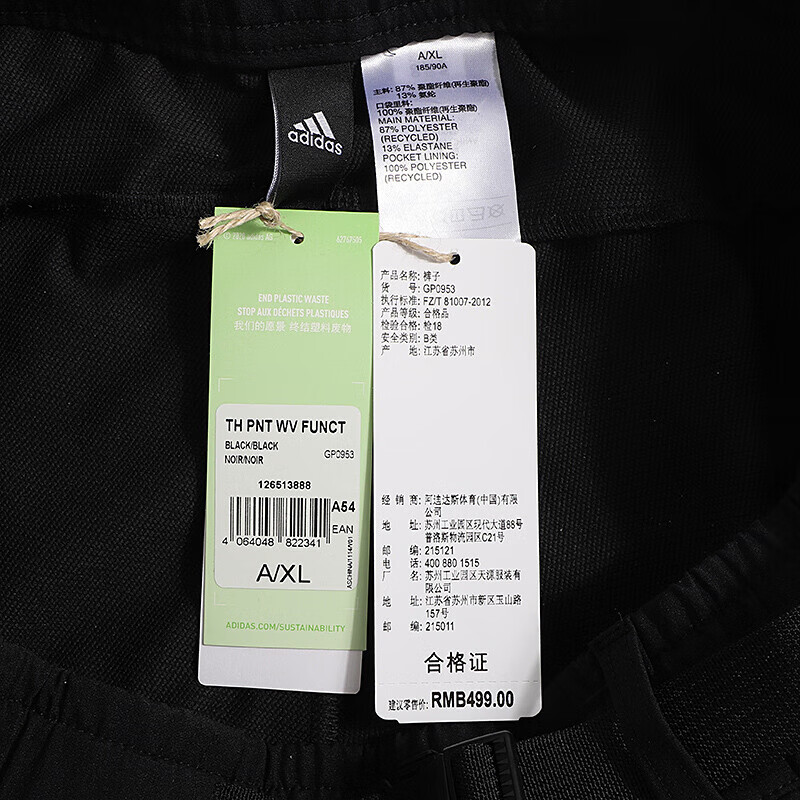 adidas
A/XL
185/90A
主料: 87% 聚酯纤维(再生聚酯)
13% 氨纶
口袋里料:
100% 聚酯纤维(再生聚酯)
MAIN MATERIAL:
87% POLYESTER
(RECYCLED)
13% ELASTANE
POCKET LINING:
100% POLYESTER
(RECYCLED)
END PLASTIC WASTE
STOP AUX DÉCHETS PLASTIQUES
我们的愿景 终结塑料废物
TH PNT WV FUNCT
BLACK/BLACK
NOIR/NOIR
GP0953
126513888
A54
EAN
4 064048 822341
A/XL
ASCHINA/1114/V01
ADIDAS.COM/SUSTAINABILITY
产品名称: 裤子
货 号: GP0953
执行标准: FZ/T 81007-2012
产品等级: 合格品
检验合格: 检18
安全类别: B类
产 地: 江苏省苏州市
经 销 商: 阿迪达斯体育(中国)有限
公司
地 址: 苏州工业园区现代大道88号
普洛斯物流园区C21号
邮 编: 215121
电 话: 400 880 1515
厂 名: 苏州工业园区天源服装有
限公司
地 址: 江苏省苏州市新区玉山路
157号
邮 编: 215011
合格证
建议零售价: RMB499.00